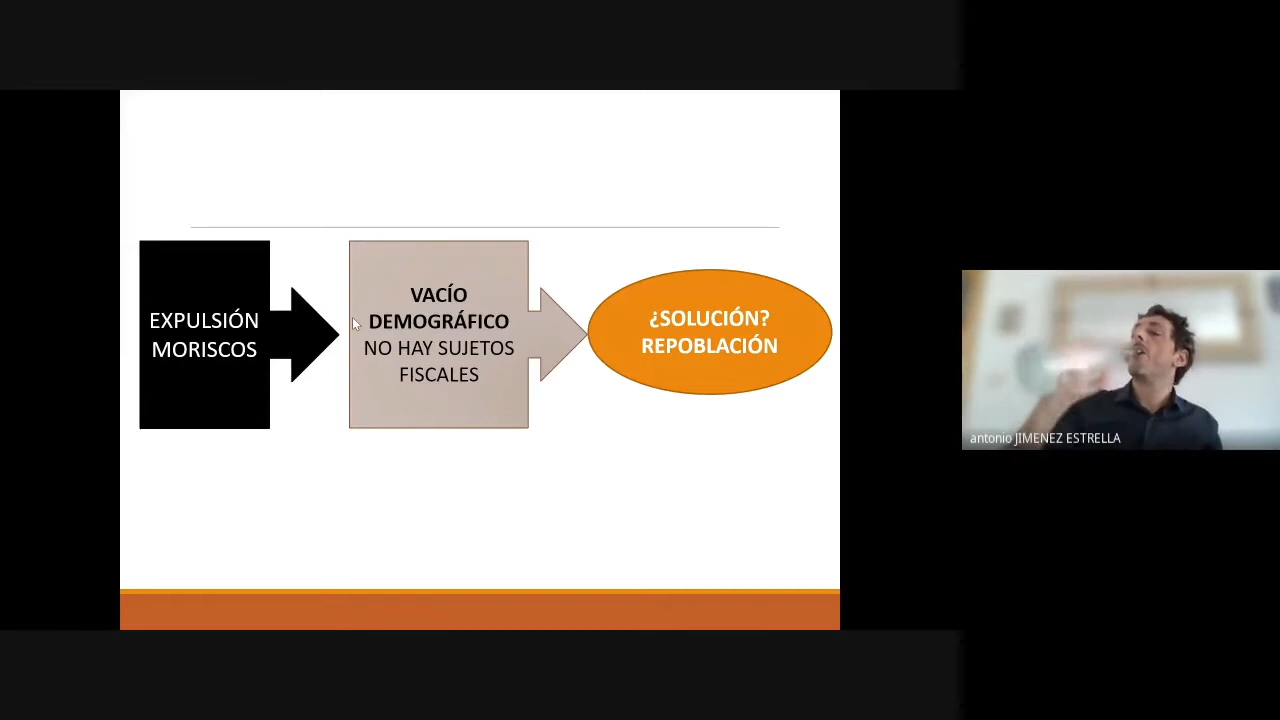 EXPULSIÓN
MORISCOS
VACÍO
DEMOGRÁFICO
NO HAY SUJETOS
FISCALES
¿SOLUCIÓN?
REPOBLACIÓN
antonio JIMENEZ ESTRELLA